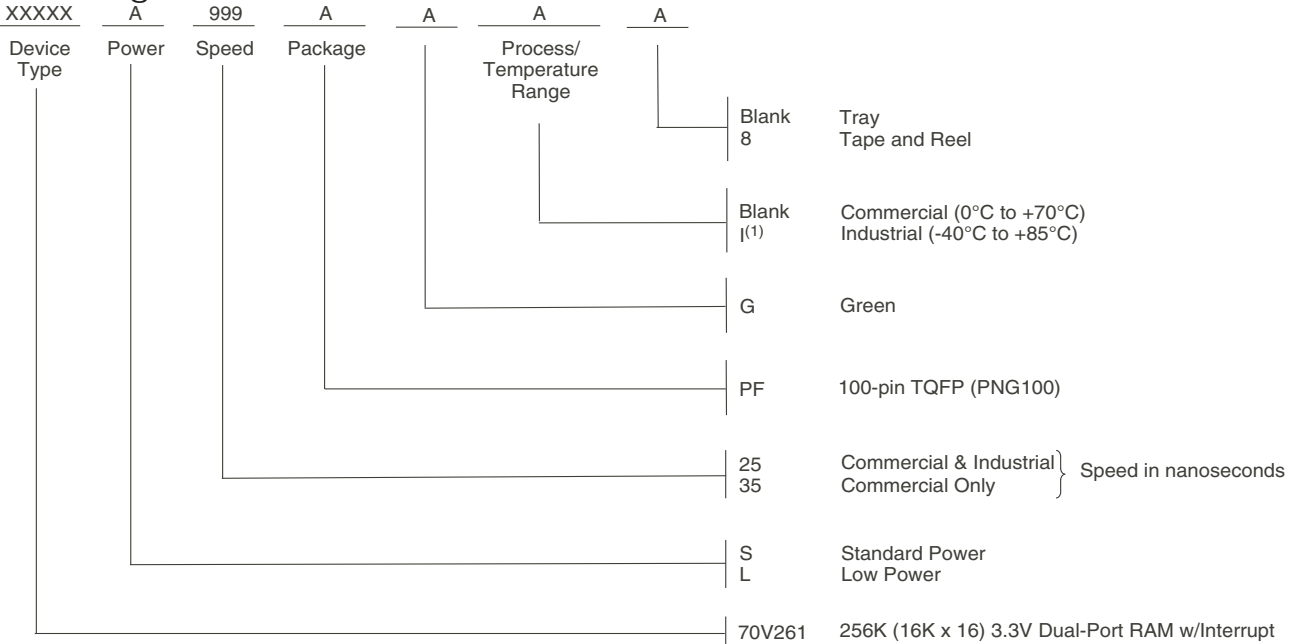 XXXXX A 999 A A A A
Device Type Power Speed Package Process/ Temperature Range
Blank Tray
8 Tape and Reel
Blank Commercial (0°C to +70°C)
I(1) Industrial (-40°C to +85°C)
G Green
PF 100-pin TQFP (PNG100)
25 Commercial & Industrial
35 Commercial Only
Speed in nanoseconds
S Standard Power
L Low Power
70V261 256K (16K x 16) 3.3V Dual-Port RAM w/Interrupt